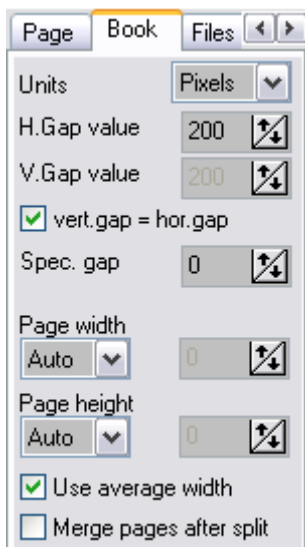 Page Book Files
Units Pixels
H.Gap value 200
V.Gap value 200
vert.gap = hor.gap
Spec. gap 0
Page width
Auto 0
Page height
Auto 0
Use average width
Merge pages after split